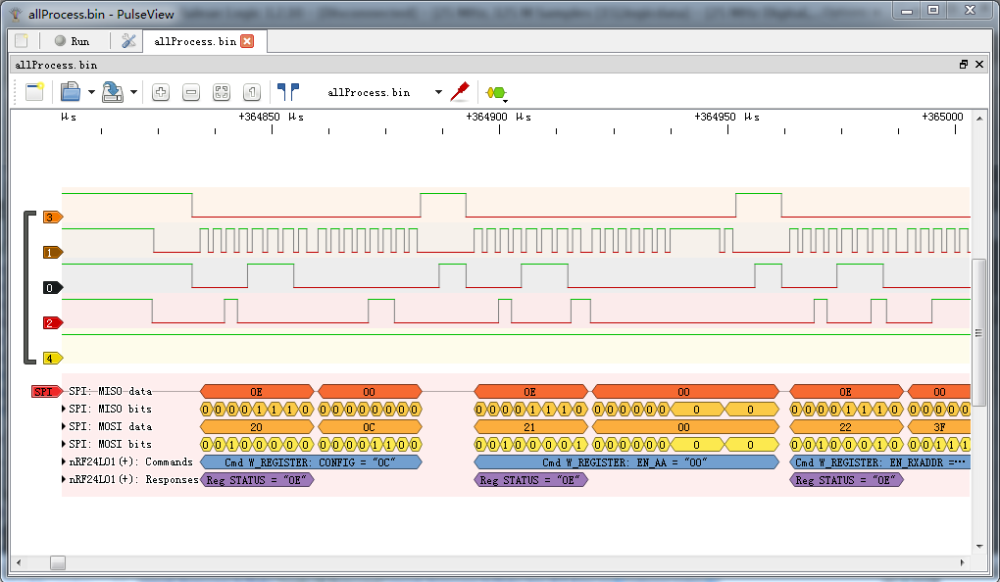 allProcess.bin - PulseView
Run
allProcess.bin
allProcess.bin
allProcess.bin
μs +364850 μs +364900 μs +364950 μs +365000
3
1
0
2
4
SPI SPI: MISO data 0E 00 0E 00 0E 00
SPI: MISO bits 0 0 0 0 1 1 1 0 0 0 0 0 0 0 0 0 0 0 0 0 1 1 1 0 0 0 0 0 0 0 0 0 0 0 0 0 1 1 1 0 0 0 0 0 0
SPI: MOSI data 20 0C 21 00 22 3F
SPI: MOSI bits 0 0 1 0 0 0 0 0 0 0 0 0 1 1 0 0 0 0 1 0 0 0 0 1 0 0 0 0 0 0 0 0 0 0 1 0 0 0 1 0 0 0 1 1 1
nRF24L01(+): Commands Cmd W_REGISTER: CONFIG = "0C" Cmd W_REGISTER: EN_AA = "00" Cmd W_REGISTER: EN_RXADDR =…
nRF24L01(+): Responses Reg STATUS = "0E" Reg STATUS = "0E" Reg STATUS = "0E"